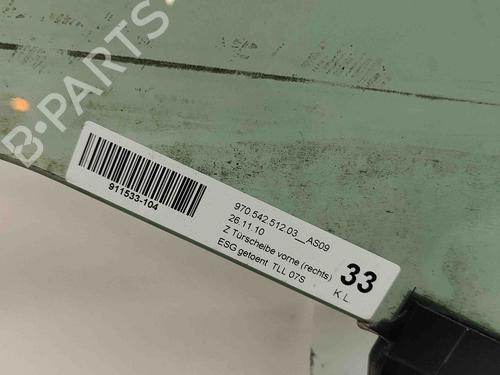 B-PARTS
911533-104
970 542 512 03__AS09
26.11.10
Z Türscheibe vorne (rechts)
ESG getoent TLL 07S
33
K.L.